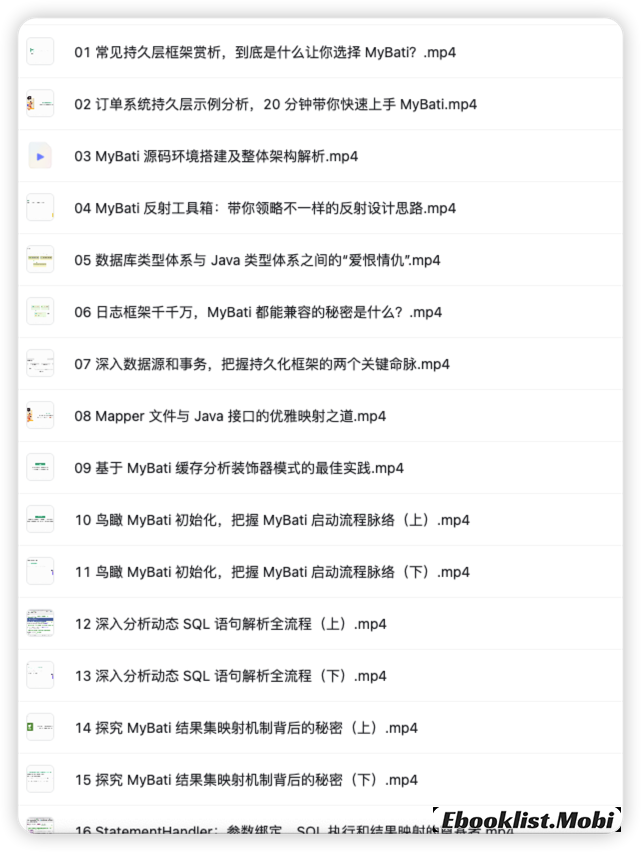 01 常见持久层框架赏析，到底是什么让你选择 MyBati？.mp4
02 订单系统持久层示例分析，20 分钟带你快速上手 MyBati.mp4
03 MyBati 源码环境搭建及整体架构解析.mp4
04 MyBati 反射工具箱：带你领略不一样的反射设计思路.mp4
05 数据库类型体系与 Java 类型体系之间的“爱恨情仇”.mp4
06 日志框架千千万，MyBati 都能兼容的秘密是什么？.mp4
07 深入数据源和事务，把握持久化框架的两个关键命脉.mp4
08 Mapper 文件与 Java 接口的优雅映射之道.mp4
09 基于 MyBati 缓存分析装饰器模式的最佳实践.mp4
10 鸟瞰 MyBati 初始化，把握 MyBati 启动流程脉络（上）.mp4
11 鸟瞰 MyBati 初始化，把握 MyBati 启动流程脉络（下）.mp4
12 深入分析动态 SQL 语句解析全流程（上）.mp4
13 深入分析动态 SQL 语句解析全流程（下）.mp4
14 探究 MyBati 结果集映射机制背后的秘密（上）.mp4
15 探究 MyBati 结果集映射机制背后的秘密（下）.mp4
16 StatementHandler：参数绑定、SQL 执行和结果映射的奠基者.mp4
Ebooklist.Mobi